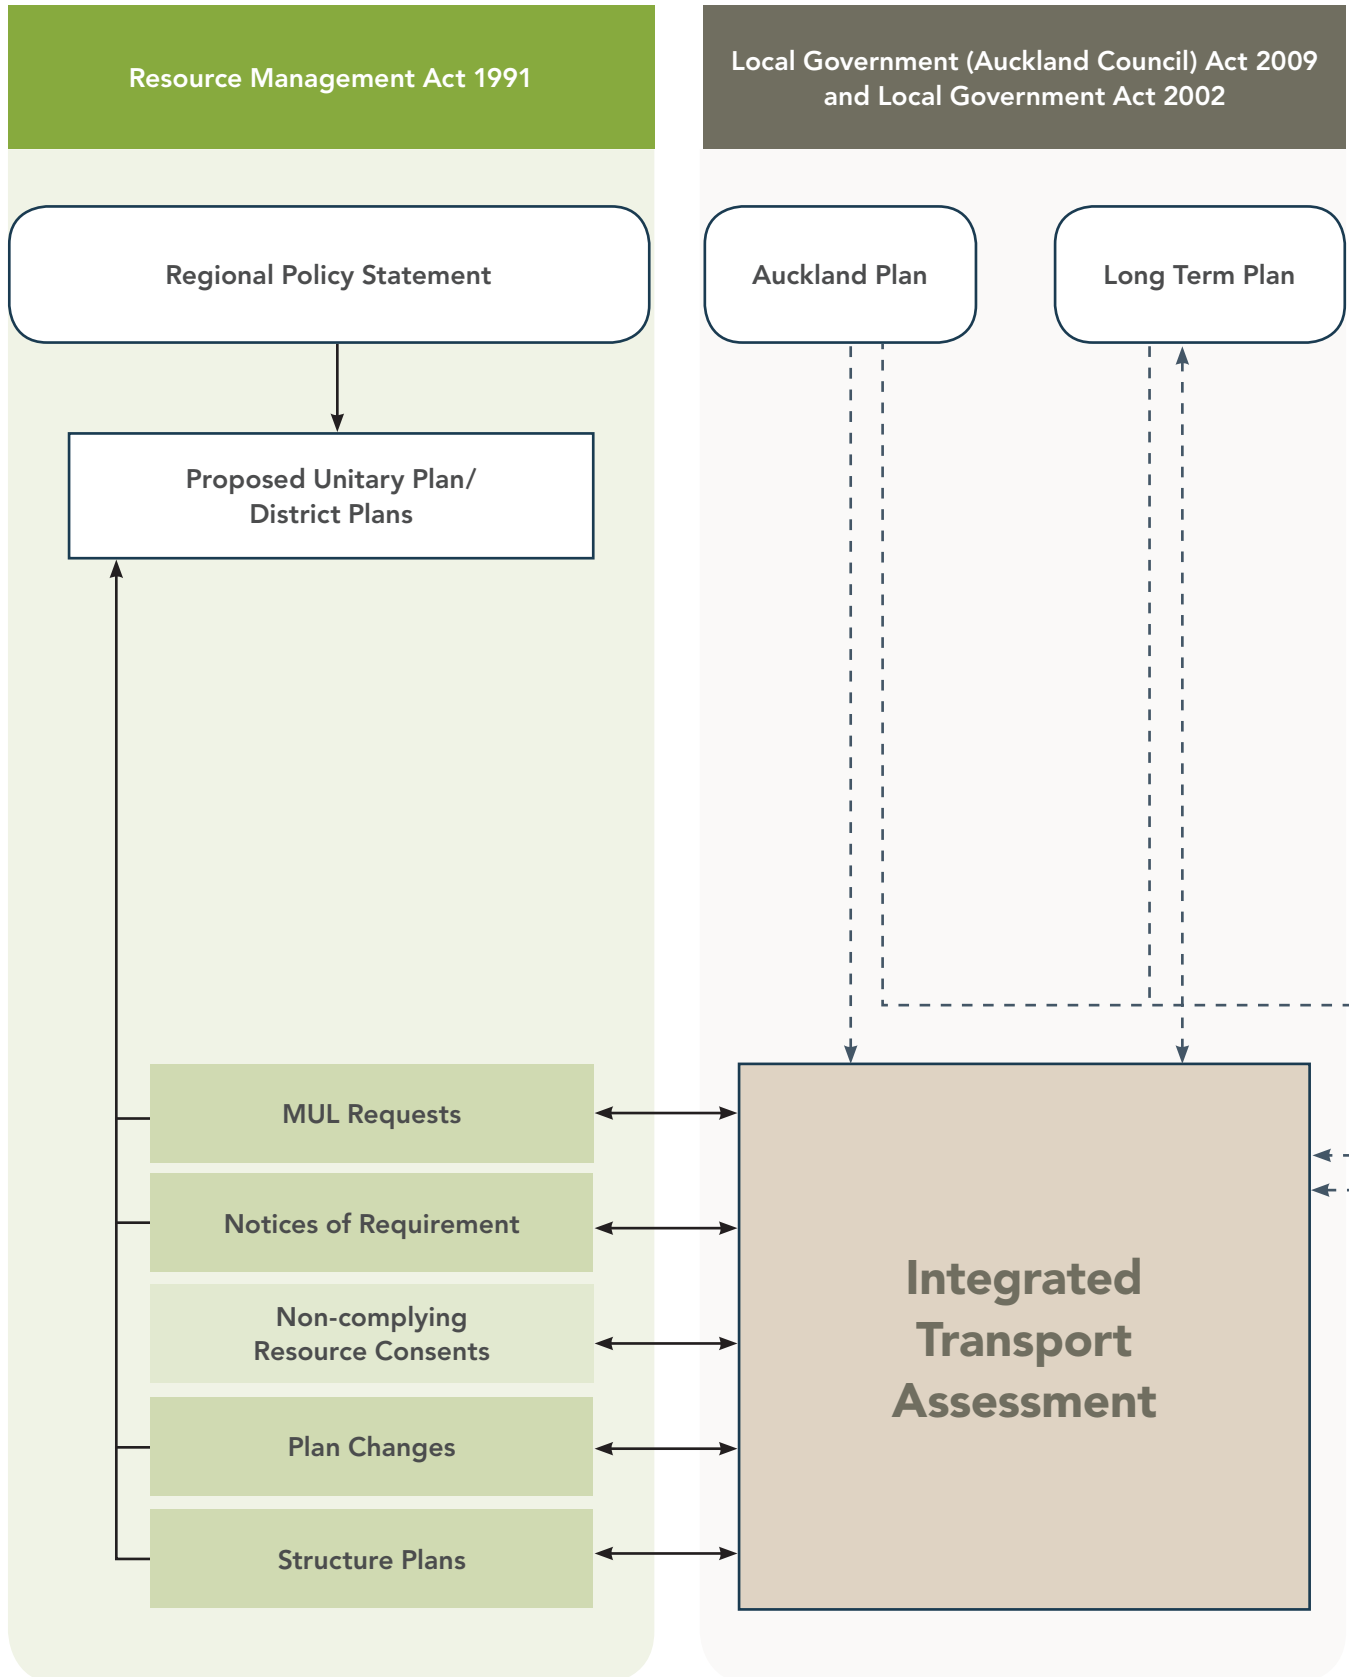 Resource Management Act 1991
Local Government (Auckland Council) Act 2009
and Local Government Act 2002
Regional Policy Statement
Auckland Plan
Long Term Plan
Proposed Unitary Plan/
District Plans
MUL Requests
Notices of Requirement
Non-complying
Resource Consents
Plan Changes
Structure Plans
Integrated
Transport
Assessment